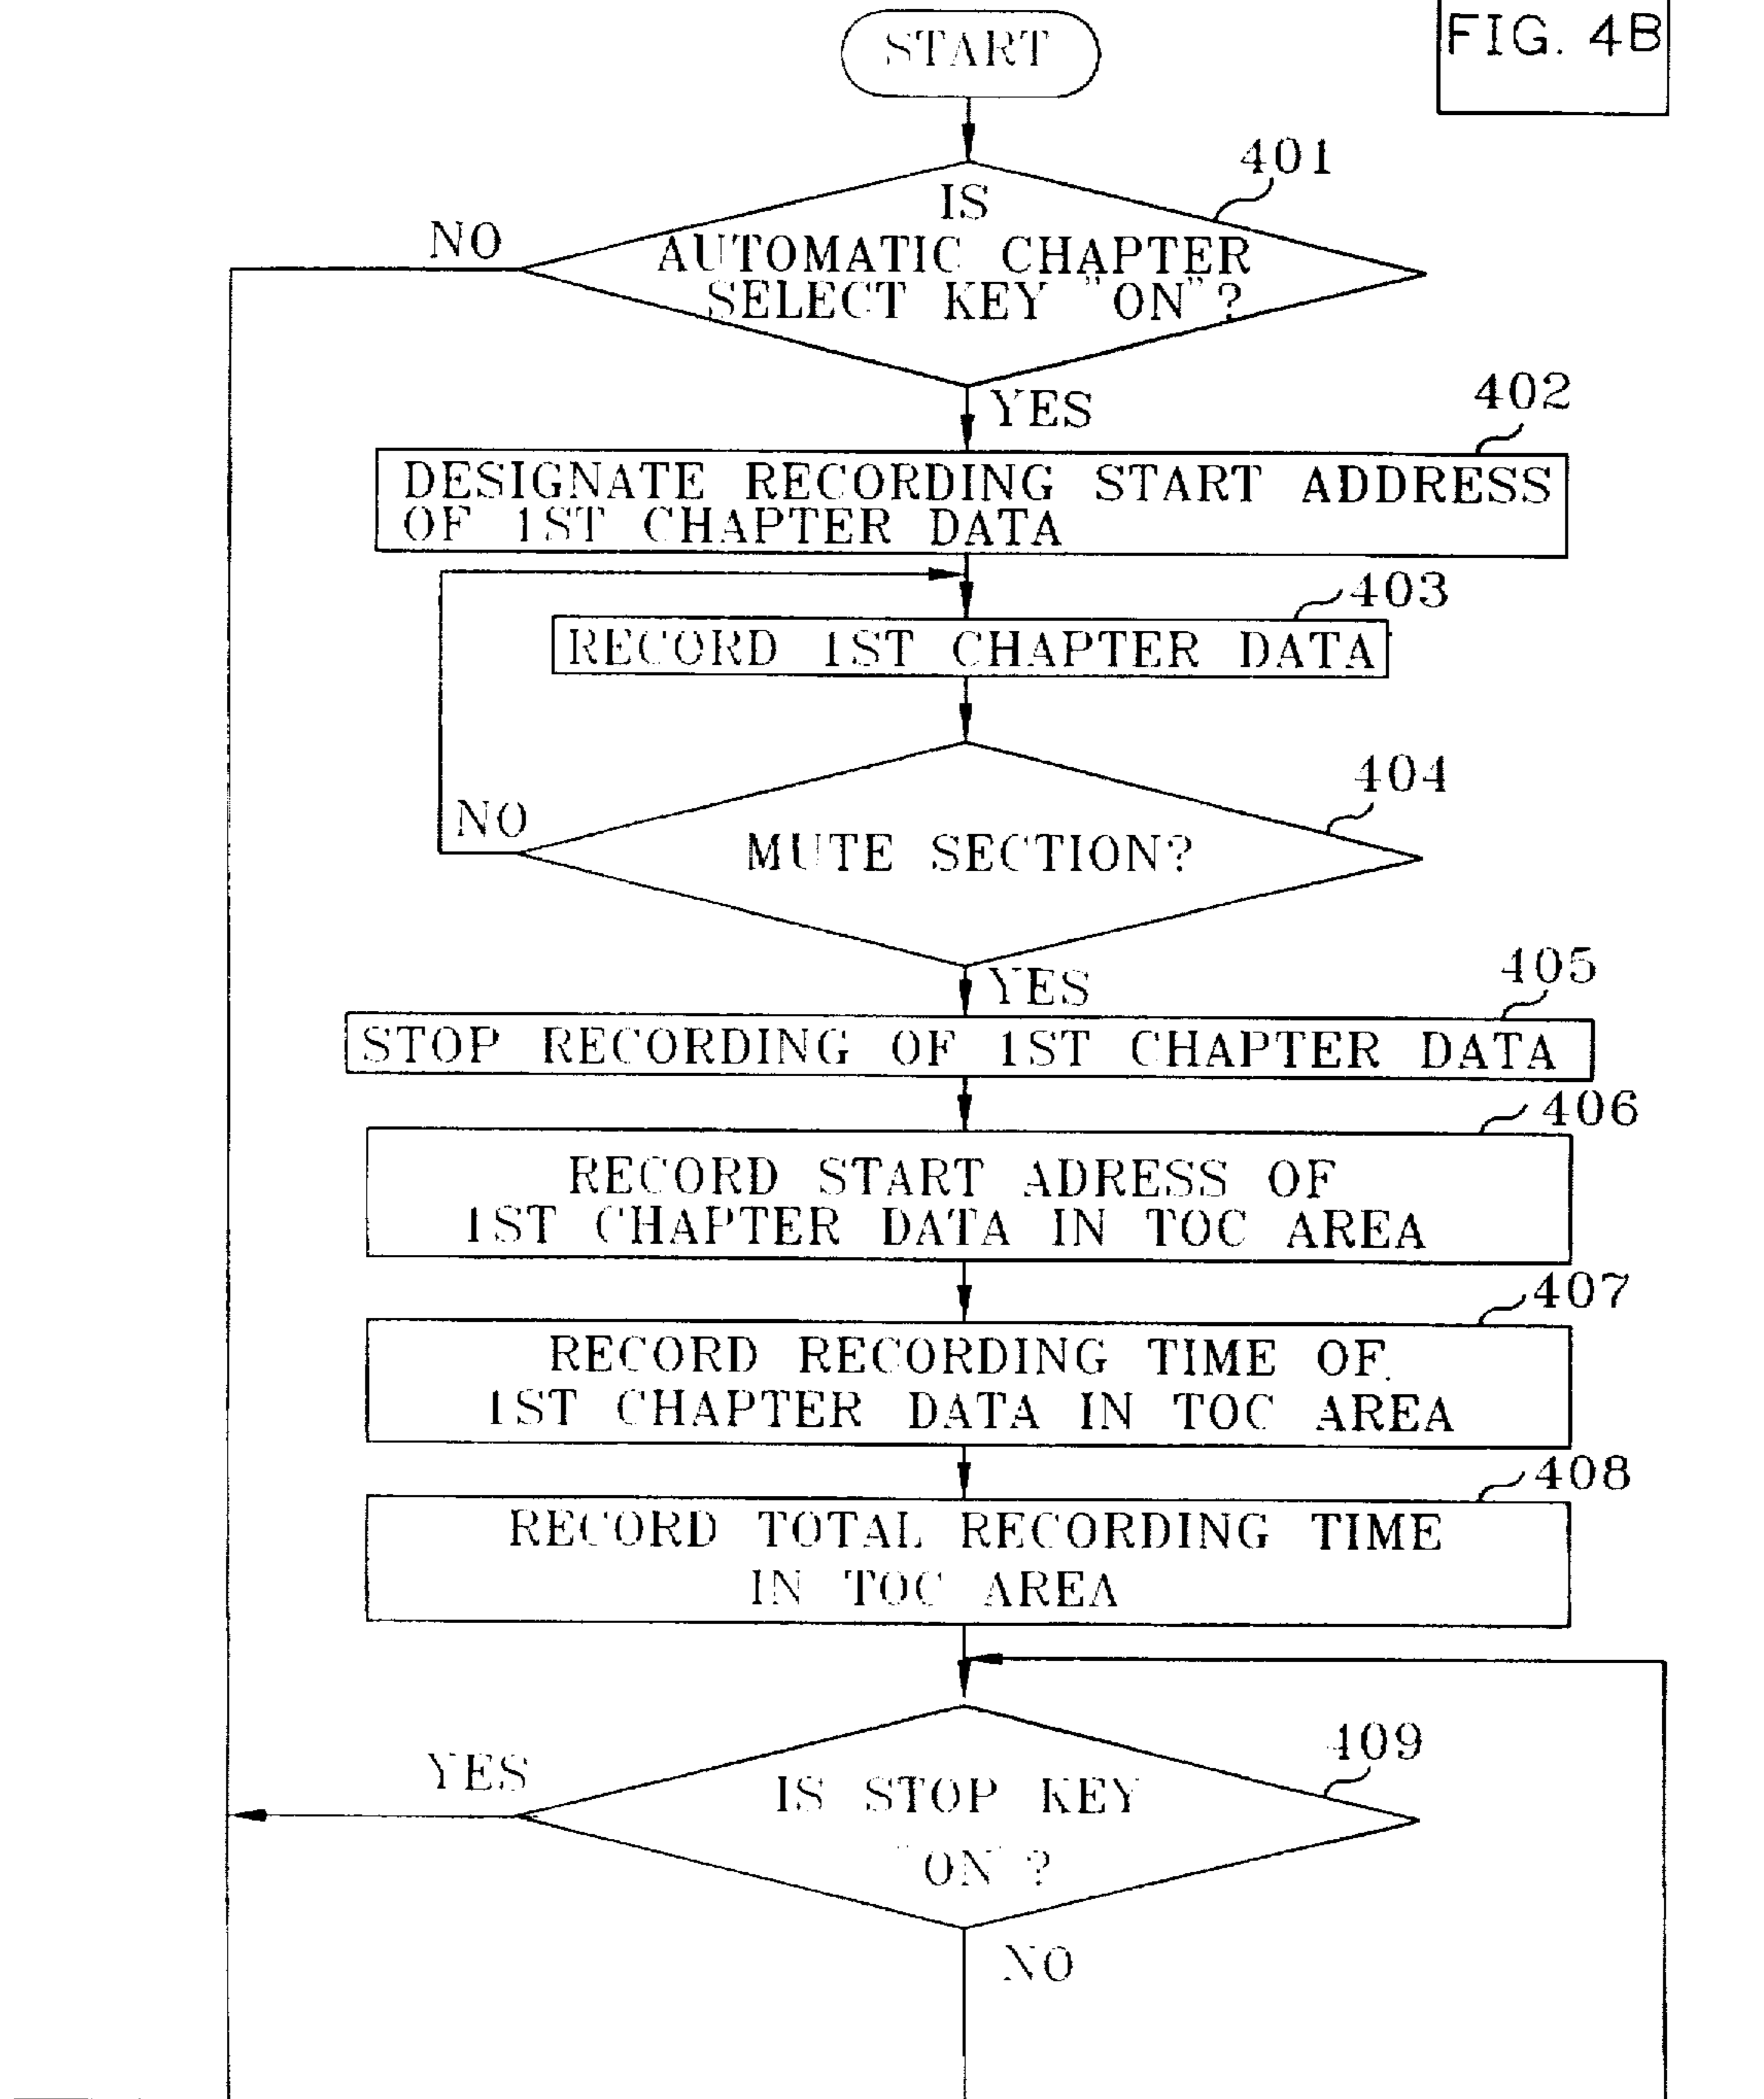 START
FIG. 4B
401
IS
AUTOMATIC CHAPTER
SELECT KEY "ON"?
NO
YES
402
DESIGNATE RECORDING START ADDRESS
OF 1ST CHAPTER DATA
403
RECORD 1ST CHAPTER DATA
404
NO
MUTE SECTION?
YES
405
STOP RECORDING OF 1ST CHAPTER DATA
406
RECORD START ADRESS OF
1ST CHAPTER DATA IN TOC AREA
407
RECORD RECORDING TIME OF
1ST CHAPTER DATA IN TOC AREA
408
RECORD TOTAL RECORDING TIME
IN TOC AREA
409
YES
IS STOP KEY
"ON"?
NO